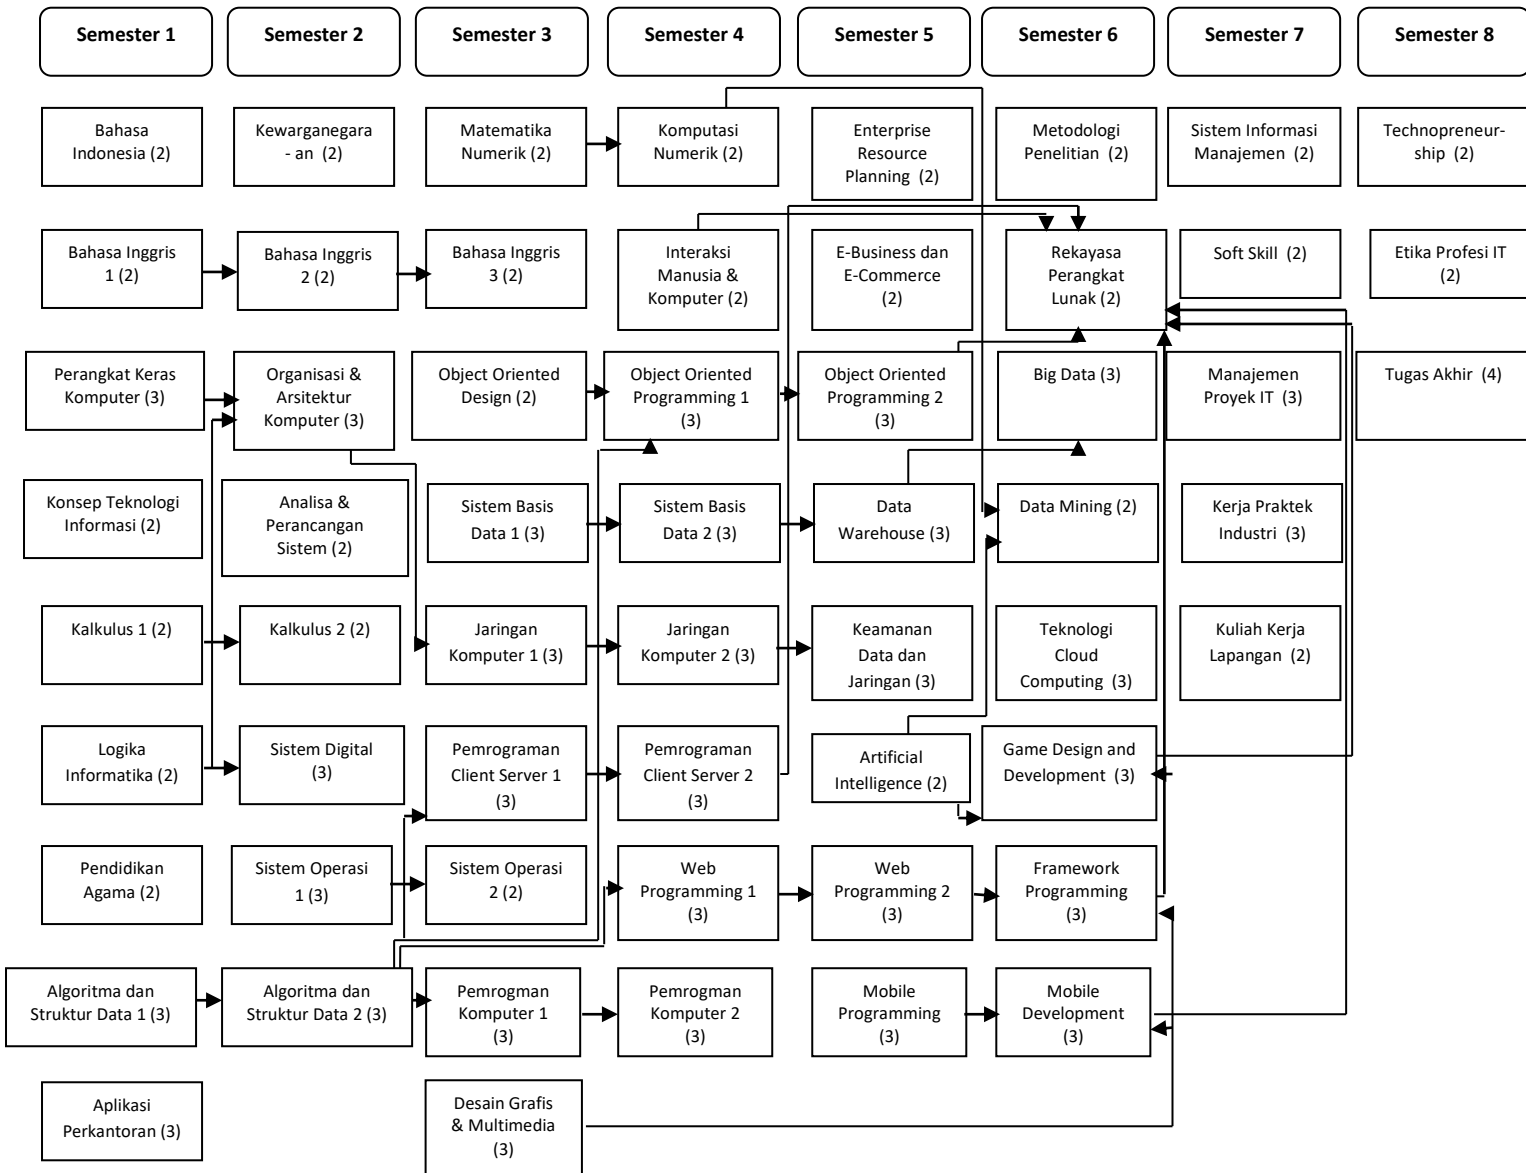 Semester 1
Semester 2
Semester 3
Semester 4
Semester 5
Semester 6
Semester 7
Semester 8
Bahasa
Indonesia (2)
Kewarganegara
- an (2)
Matematika
Numerik (2)
Komputasi
Numerik (2)
Enterprise
Resource
Planning (2)
Metodologi
Penelitian (2)
Sistem Informasi
Manajemen (2)
Technopreneur-
ship (2)
Bahasa Inggris
1 (2)
Bahasa Inggris
2 (2)
Bahasa Inggris
3 (2)
Interaksi
Manusia &
Komputer (2)
E-Business dan
E-Commerce
(2)
Rekayasa
Perangkat
Lunak (2)
Soft Skill (2)
Etika Profesi IT
(2)
Perangkat Keras
Komputer (3)
Organisasi &
Arsitektur
Komputer (3)
Object Oriented
Design (2)
Object Oriented
Programming 1
(3)
Object Oriented
Programming 2
(3)
Big Data (3)
Manajemen
Proyek IT (3)
Tugas Akhir (4)
Konsep Teknologi
Informasi (2)
Analisa &
Perancangan
Sistem (2)
Sistem Basis
Data 1 (3)
Sistem Basis
Data 2 (3)
Data
Warehouse (3)
Data Mining (2)
Kerja Praktek
Industri (3)
Kalkulus 1 (2)
Kalkulus 2 (2)
Jaringan
Komputer 1 (3)
Jaringan
Komputer 2 (3)
Keamanan
Data dan
Jaringan (3)
Teknologi
Cloud
Computing (3)
Kuliah Kerja
Lapangan (2)
Logika
Informatika (2)
Sistem Digital
(3)
Pemrograman
Client Server 1
(3)
Pemrograman
Client Server 2
(3)
Artificial
Intelligence (2)
Game Design and
Development (3)
Pendidikan
Agama (2)
Sistem Operasi
1 (3)
Sistem Operasi
2 (2)
Web
Programming 1
(3)
Web
Programming 2
(3)
Framework
Programming
(3)
Algoritma dan
Struktur Data 1 (3)
Algoritma dan
Struktur Data 2 (3)
Pemrogman
Komputer 1
(3)
Pemrogman
Komputer 2
(3)
Mobile
Programming
(3)
Mobile
Development
(3)
Aplikasi
Perkantoran (3)
Desain Grafis
& Multimedia
(3)